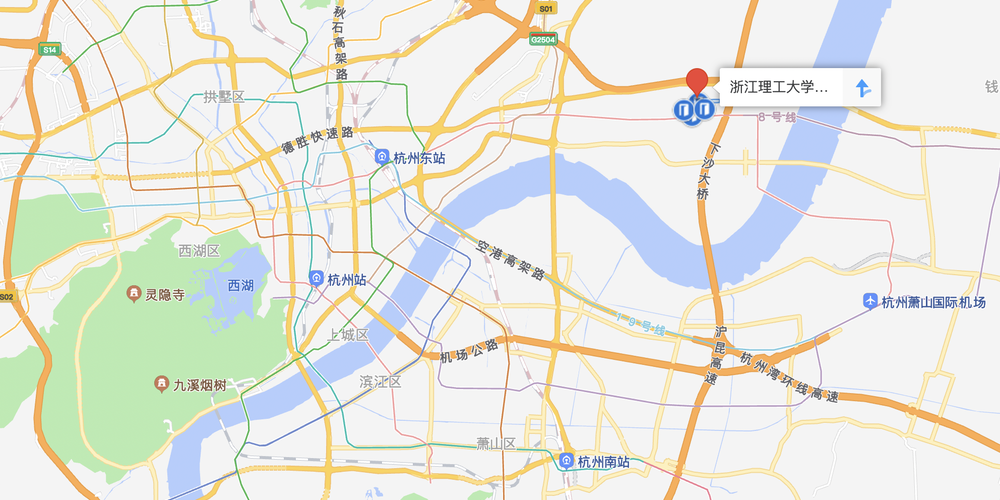 S01
秋石高架路
G2504
S14
浙江理工大学...
钱
拱墅区
8号线
德胜快速路
杭州东站
下沙大桥
西湖区
空港高架路
杭州站
西湖
灵隐寺
S02
杭州萧山国际机场
19号线
上城区
沪昆高速
机场公路
杭州湾环线高速
滨江区
九溪烟树
萧山区
杭州南站